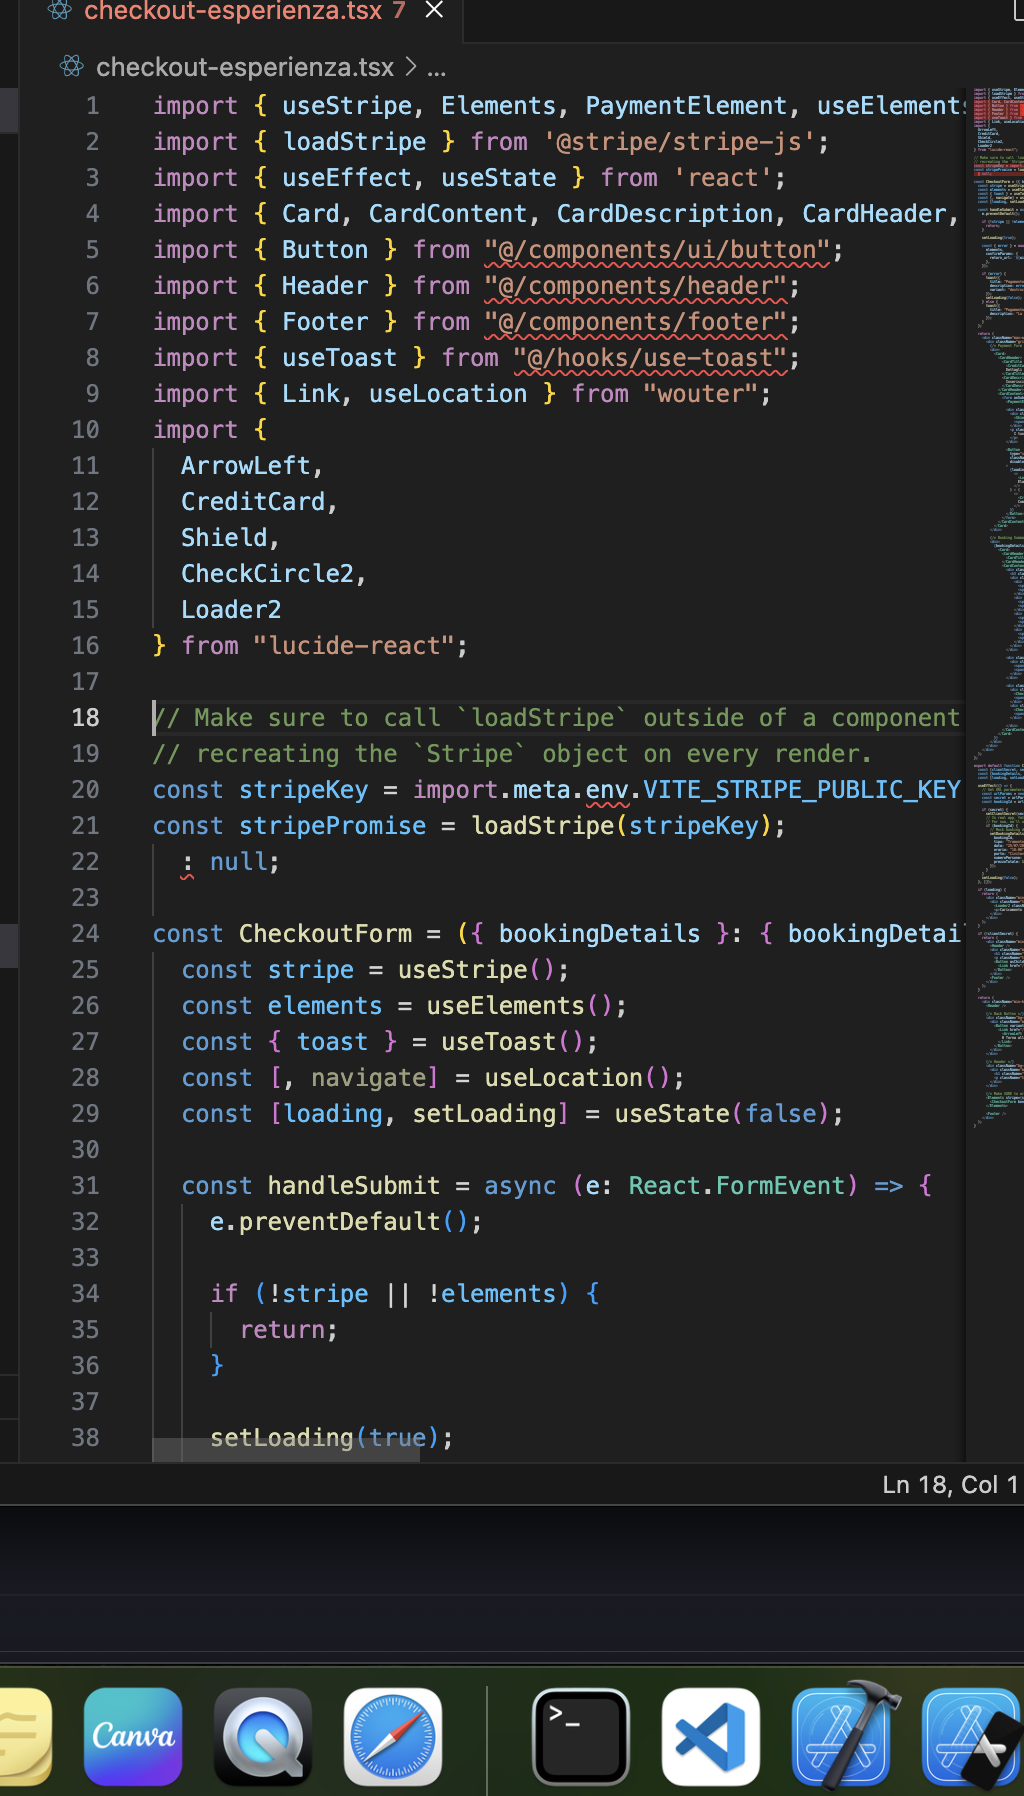 checkout-esperienza.tsx 7
checkout-esperienza.tsx > ...
1 import { useStripe, Elements, PaymentElement, useElements
2 import { loadStripe } from '@stripe/stripe-js';
3 import { useEffect, useState } from 'react';
4 import { Card, CardContent, CardDescription, CardHeader,
5 import { Button } from "@/components/ui/button";
6 import { Header } from "@/components/header";
7 import { Footer } from "@/components/footer";
8 import { useToast } from "@/hooks/use-toast";
9 import { Link, useLocation } from "wouter";
10 import {
11 ArrowLeft,
12 CreditCard,
13 Shield,
14 CheckCircle2,
15 Loader2
16 } from "lucide-react";
17
18 // Make sure to call `loadStripe` outside of a component
19 // recreating the `Stripe` object on every render.
20 const stripeKey = import.meta.env.VITE_STRIPE_PUBLIC_KEY
21 const stripePromise = loadStripe(stripeKey);
22 : null;
23
24 const CheckoutForm = ({ bookingDetails }: { bookingDetai
25 const stripe = useStripe();
26 const elements = useElements();
27 const { toast } = useToast();
28 const [, navigate] = useLocation();
29 const [loading, setLoading] = useState(false);
30
31 const handleSubmit = async (e: React.FormEvent) => {
32 e.preventDefault();
33
34 if (!stripe || !elements) {
35 return;
36 }
37
38 setLoading(true);
Ln 18, Col 1
Canva
>_